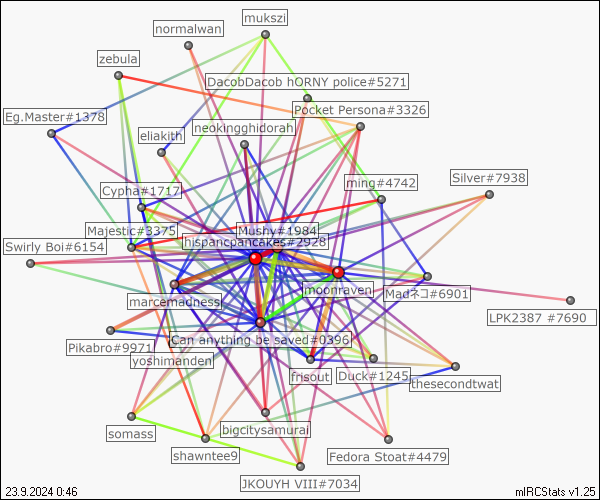 mukszi
normalwan
zebula
DacobDacob hORNY police#5271
Pocket Persona#3326
Eg.Master#1378
neokingghidorah
eliakith
Silver#7938
ming#4742
Cypha#1717
Majestic#3375
Mushy#1984
hispancpancakes#2928
Swirly Boi#6154
moonraven
Madネコ#6901
marcemadness
LPK2387 #7690
Can anything be saved#0396
Pikabro#9971
yoshimanden
frisout
Duck#1245
thesecondtwat
somass
bigcitysamurai
shawntee9
Fedora Stoat#4479
JKOUYH VIII#7034
23.9.2024 0:46
mIRCStats v1.25